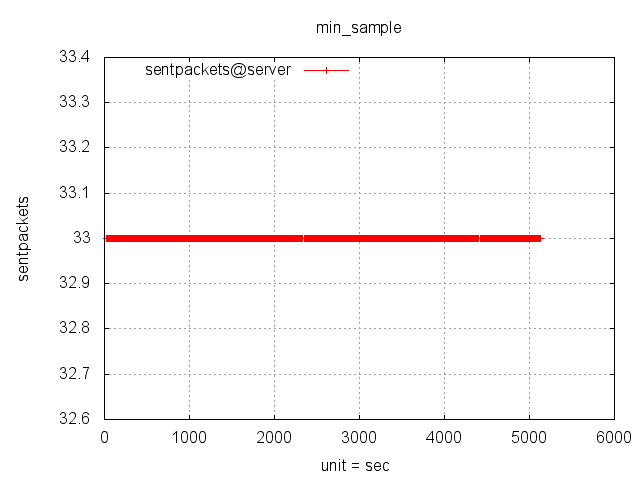 min_sample
33.4
sentpackets@server
33.3
33.2
33.1
33
32.9
32.8
32.7
32.6
sentpackets
0 1000 2000 3000 4000 5000 6000
unit = sec